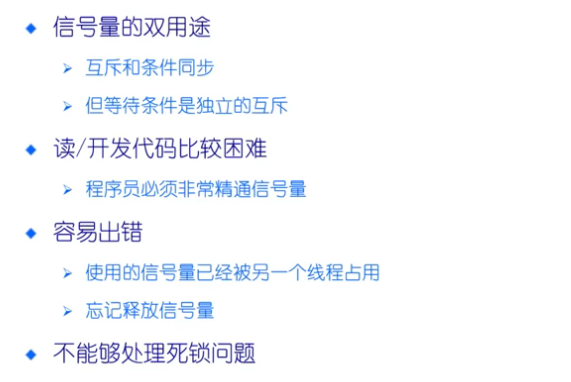 信号量的双用途
互斥和条件同步
但等待条件是独立的互斥
读/开发代码比较困难
程序员必须非常精通信号量
容易出错
使用的信号量已经被另一个线程占用
忘记释放信号量
不能够处理死锁问题